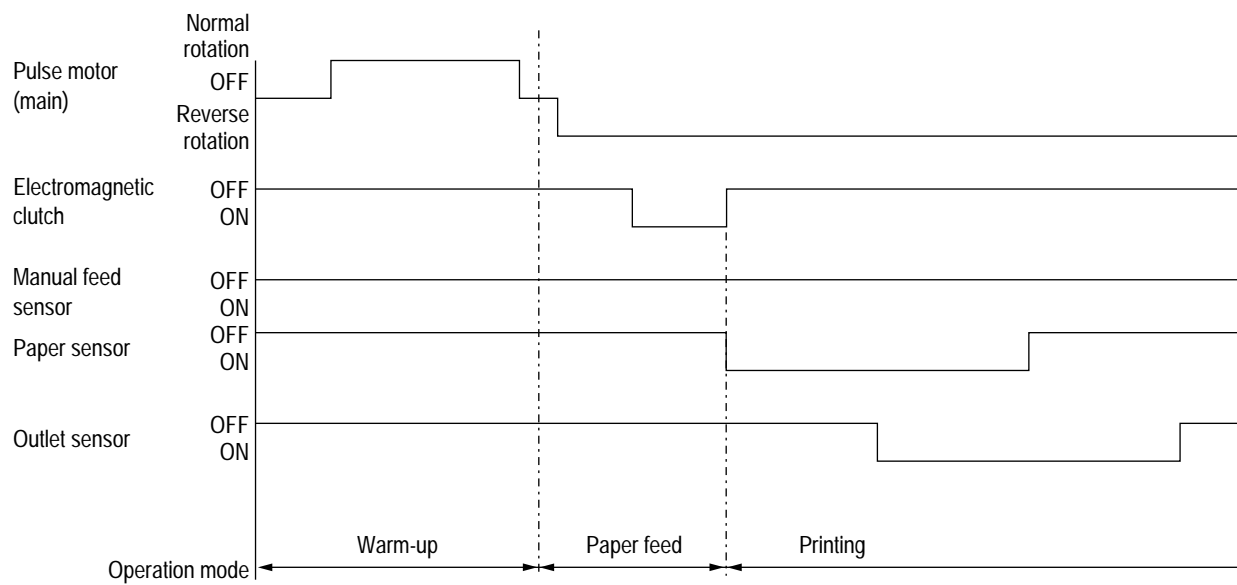 Normal
rotation
Pulse motor
(main)
OFF
Reverse
rotation
Electromagnetic
clutch
OFF
ON
Manual feed
sensor
OFF
ON
Paper sensor
OFF
ON
Outlet sensor
OFF
ON
Warm-up
Paper feed
Printing
Operation mode